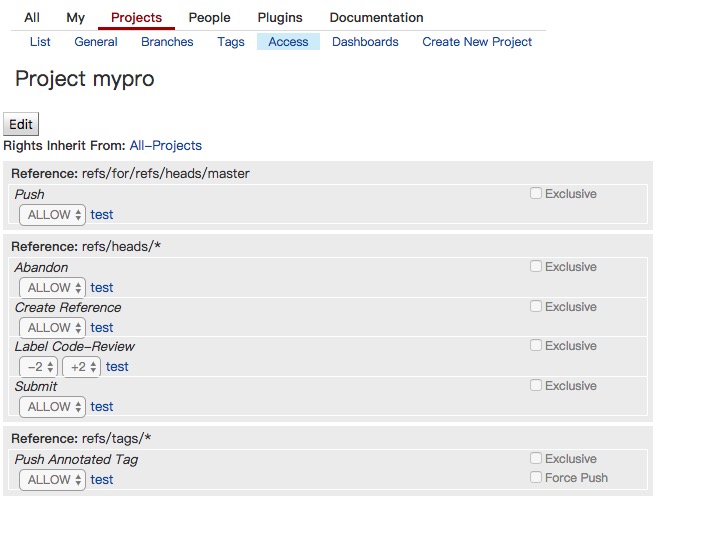 All My Projects People Plugins Documentation
List General Branches Tags Access Dashboards Create New Project
Project mypro
Edit
Rights Inherit From: All-Projects
Reference: refs/for/refs/heads/master
Push Exclusive
ALLOW test
Reference: refs/heads/*
Abandon Exclusive
ALLOW test
Create Reference Exclusive
ALLOW test
Label Code-Review Exclusive
-2 +2 test
Submit Exclusive
ALLOW test
Reference: refs/tags/*
Push Annotated Tag Exclusive
ALLOW test Force Push